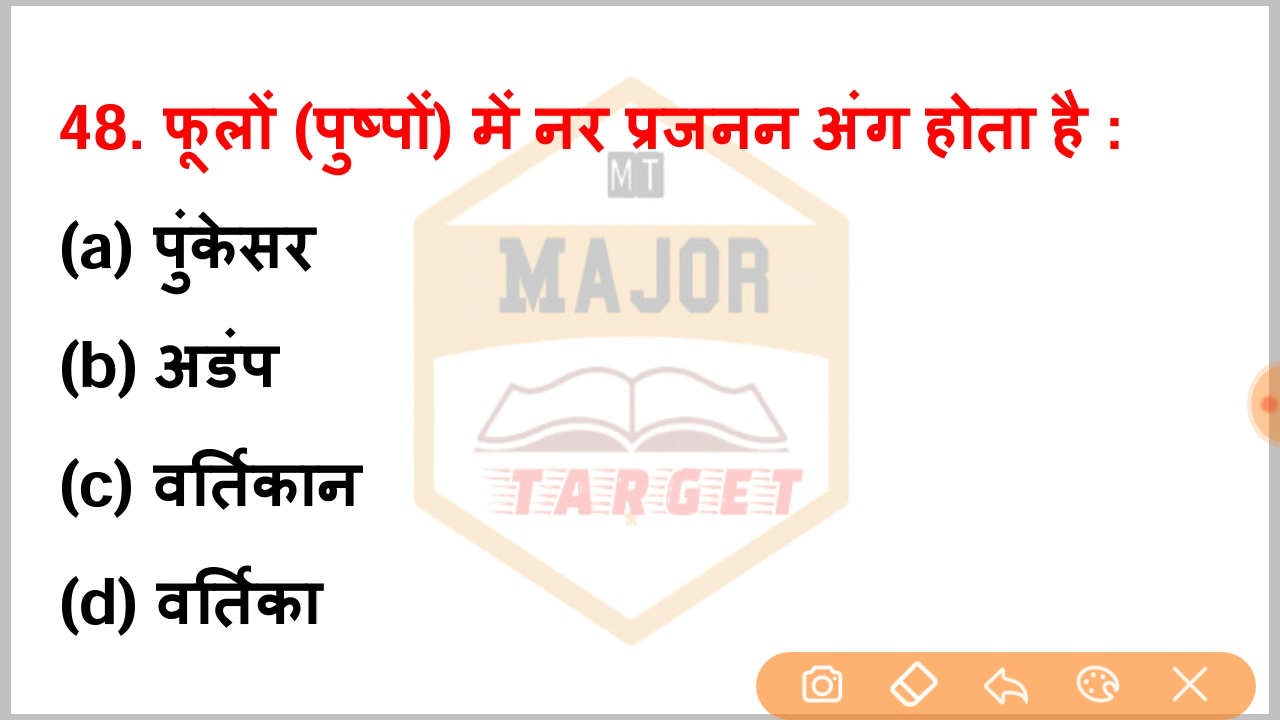 48. फूलों (पुष्पों) में नर प्रजनन अंग होता है :
MT
(a) पुंकेसर
MAJOR
(b) अडंप
(c) वर्तिकान
TARGET
(d) वर्तिका